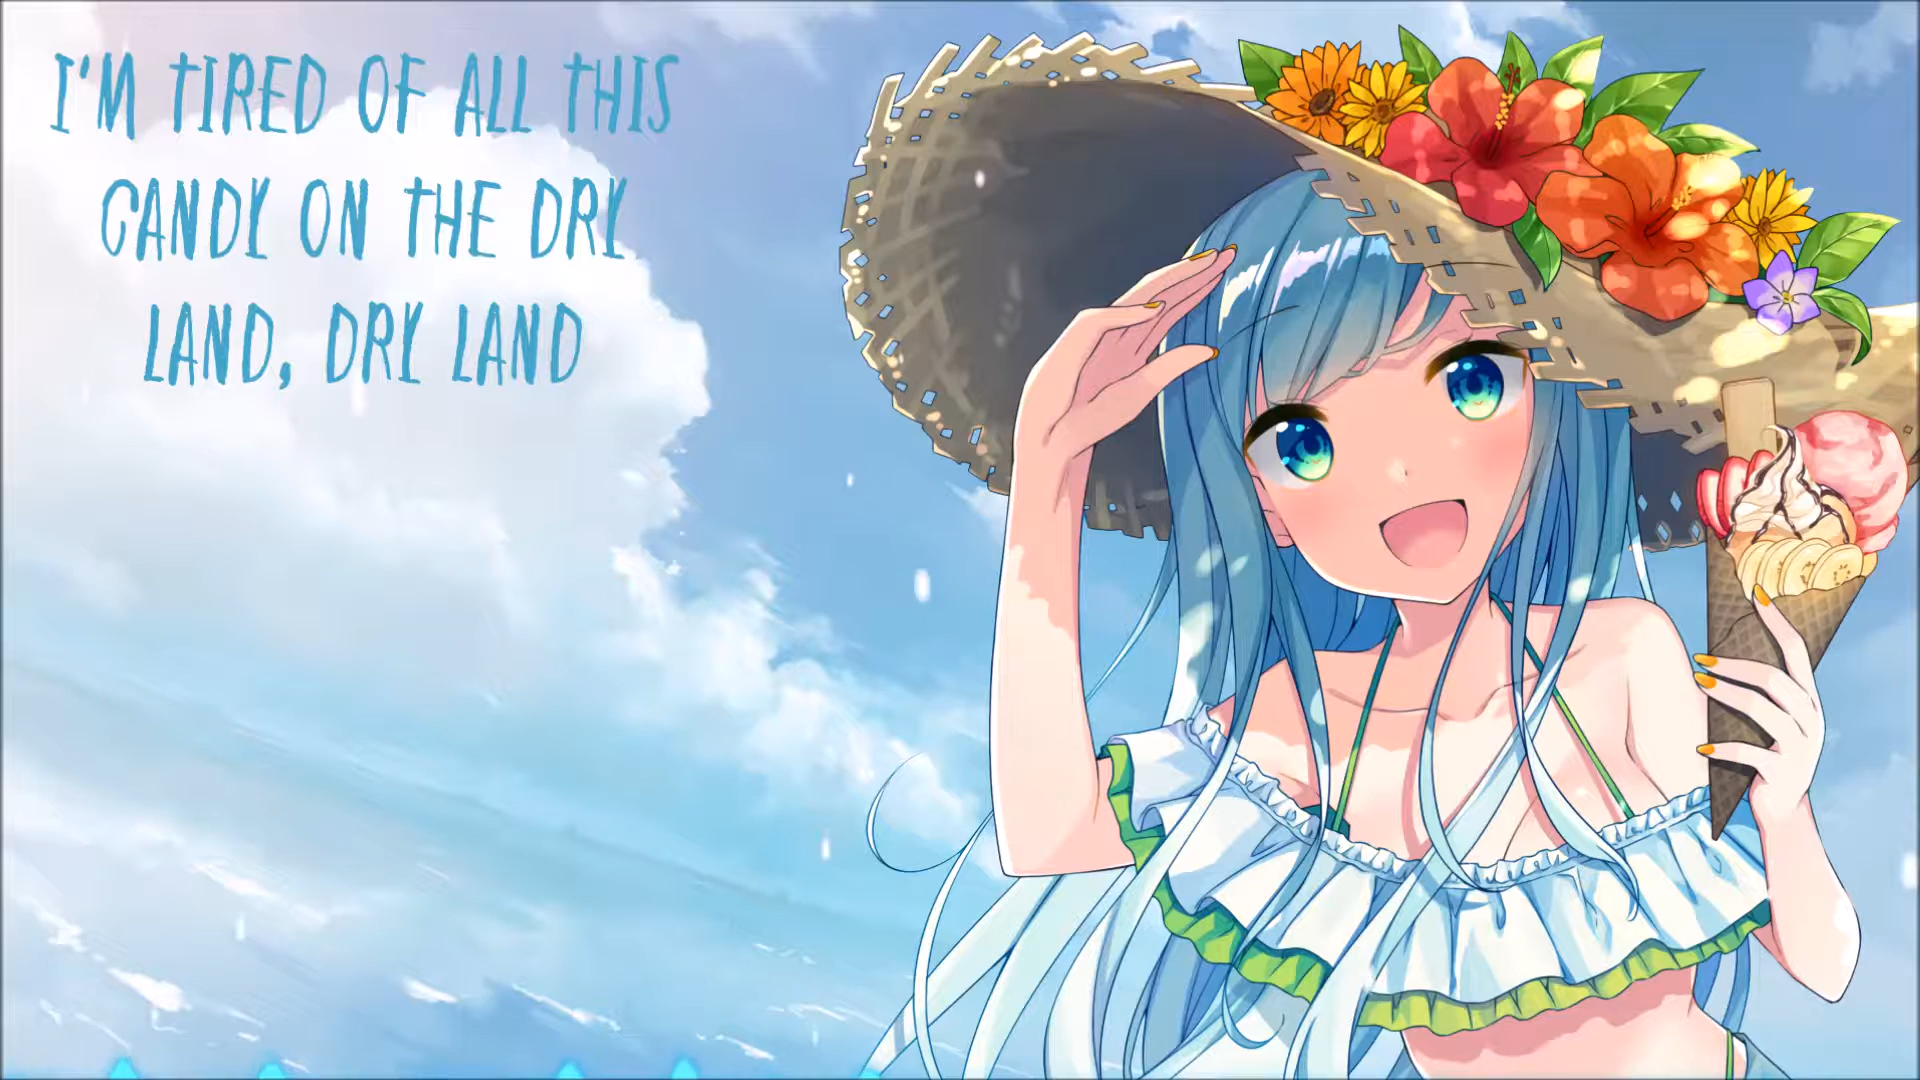 I'M TIRED OF ALL THIS
CANDY ON THE DRY
LAND, DRY LAND